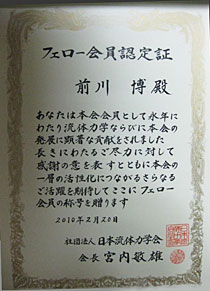 フェロー会員認定証
前川 博殿
あなたは本会会員として永年に
わたり流体力学ならびに本会の
発展に顕著な貢献をされました
長きにわたるご尽力に対して
感謝の意を表すとともに本会の
一層の活性化につながるさらなる
ご活躍を期待してここにフェロー
会員の称号を贈ります
2010年2月20日
社団法人 日本流体力学会
会長 宮内敏雄